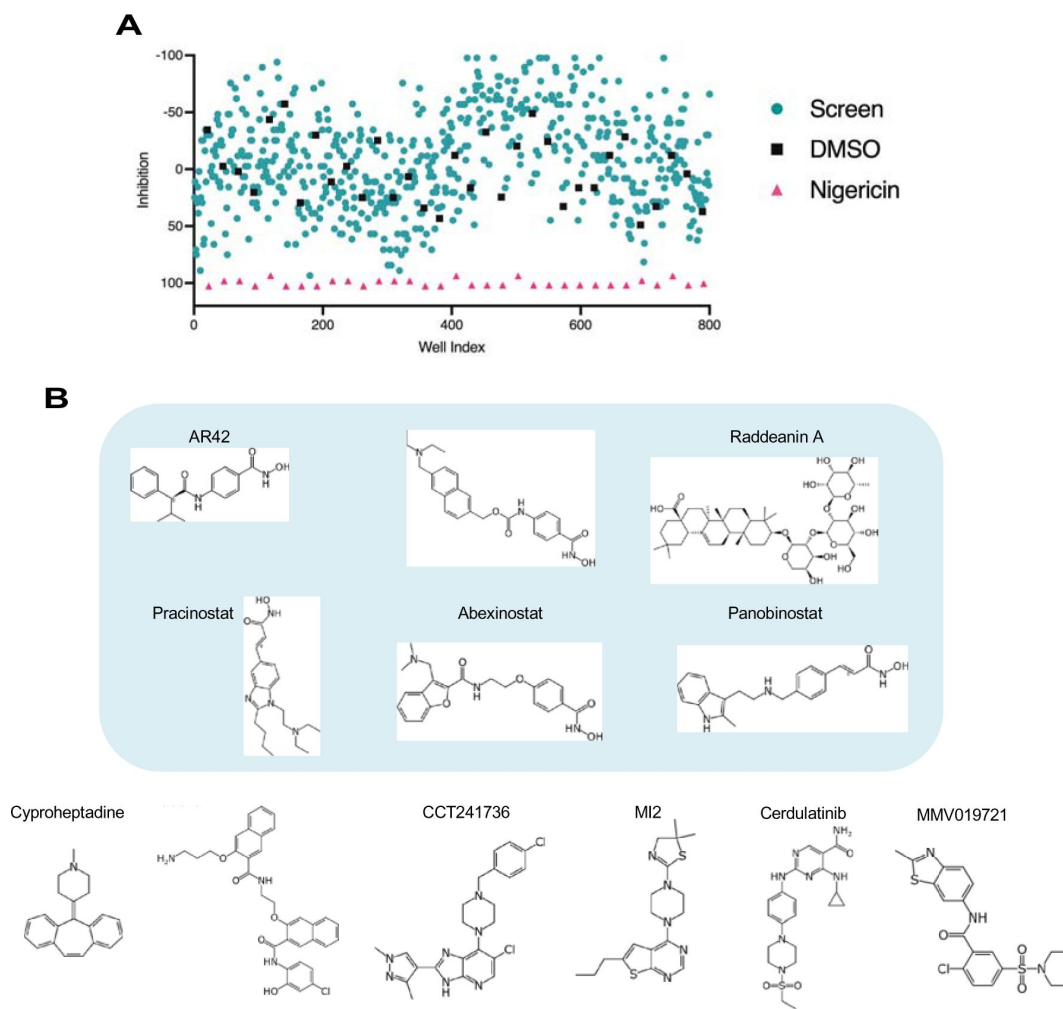 A
-100
-50
0
50
100
Inhibition
0
200
400
600
800
Well Index
Screen
DMSO
Nigericin
B
AR42
Raddeanin A
Pracinostat
Abexinostat
Panobinostat
Cyproheptadine
CCT241736
MI2
Cerdulatinib
MMV019721